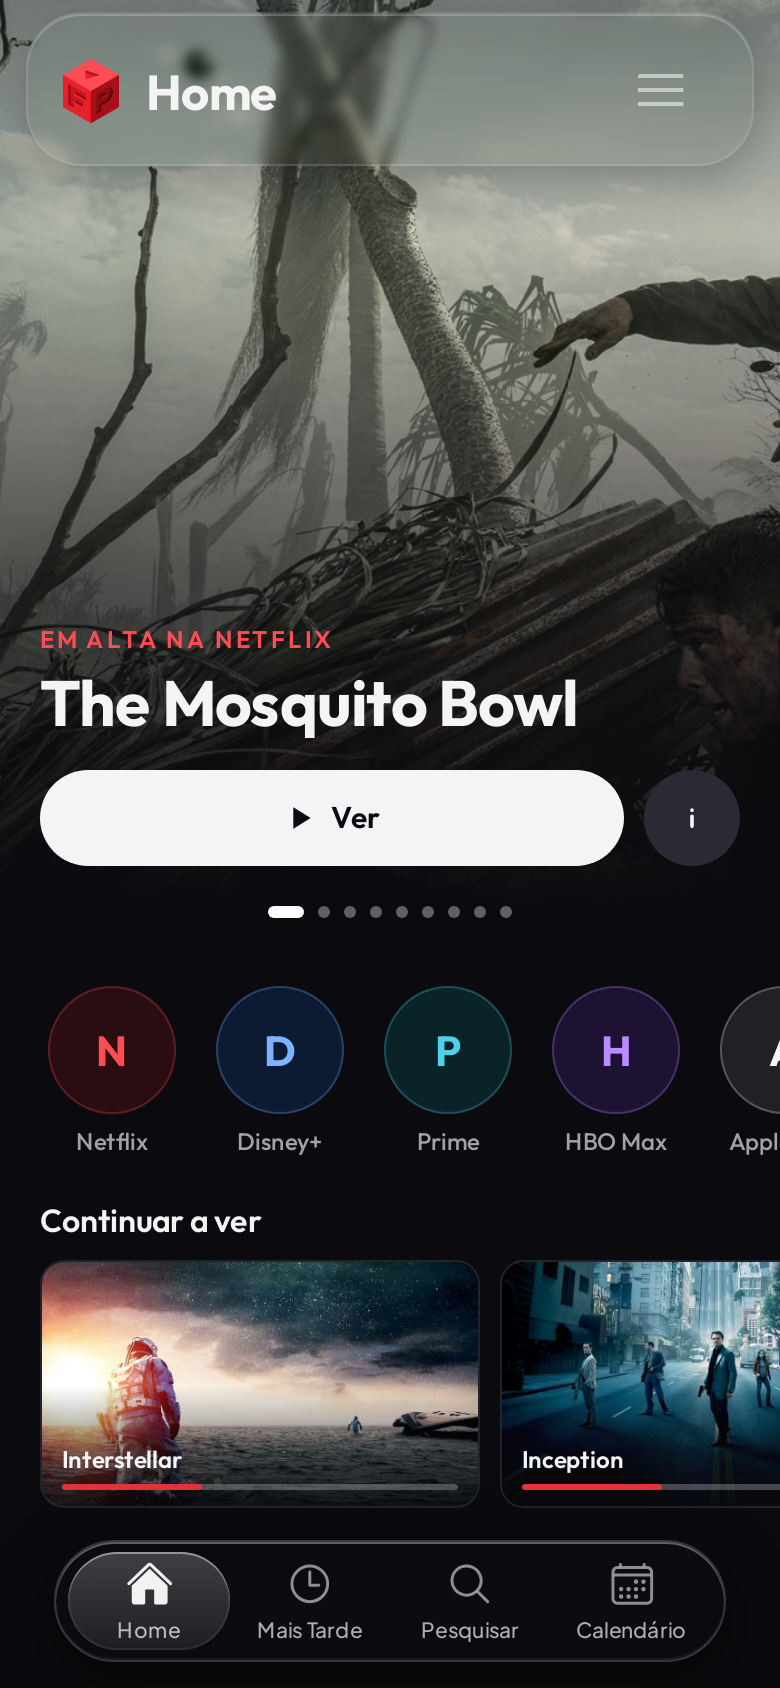 Home
EM ALTA NA NETFLIX
The Mosquito Bowl
Ver
i
N
D
P
H
Netflix
Disney+
Prime
HBO Max
Appl
Continuar a ver
Interstellar
Inception
Home
Mais Tarde
Pesquisar
Calendário